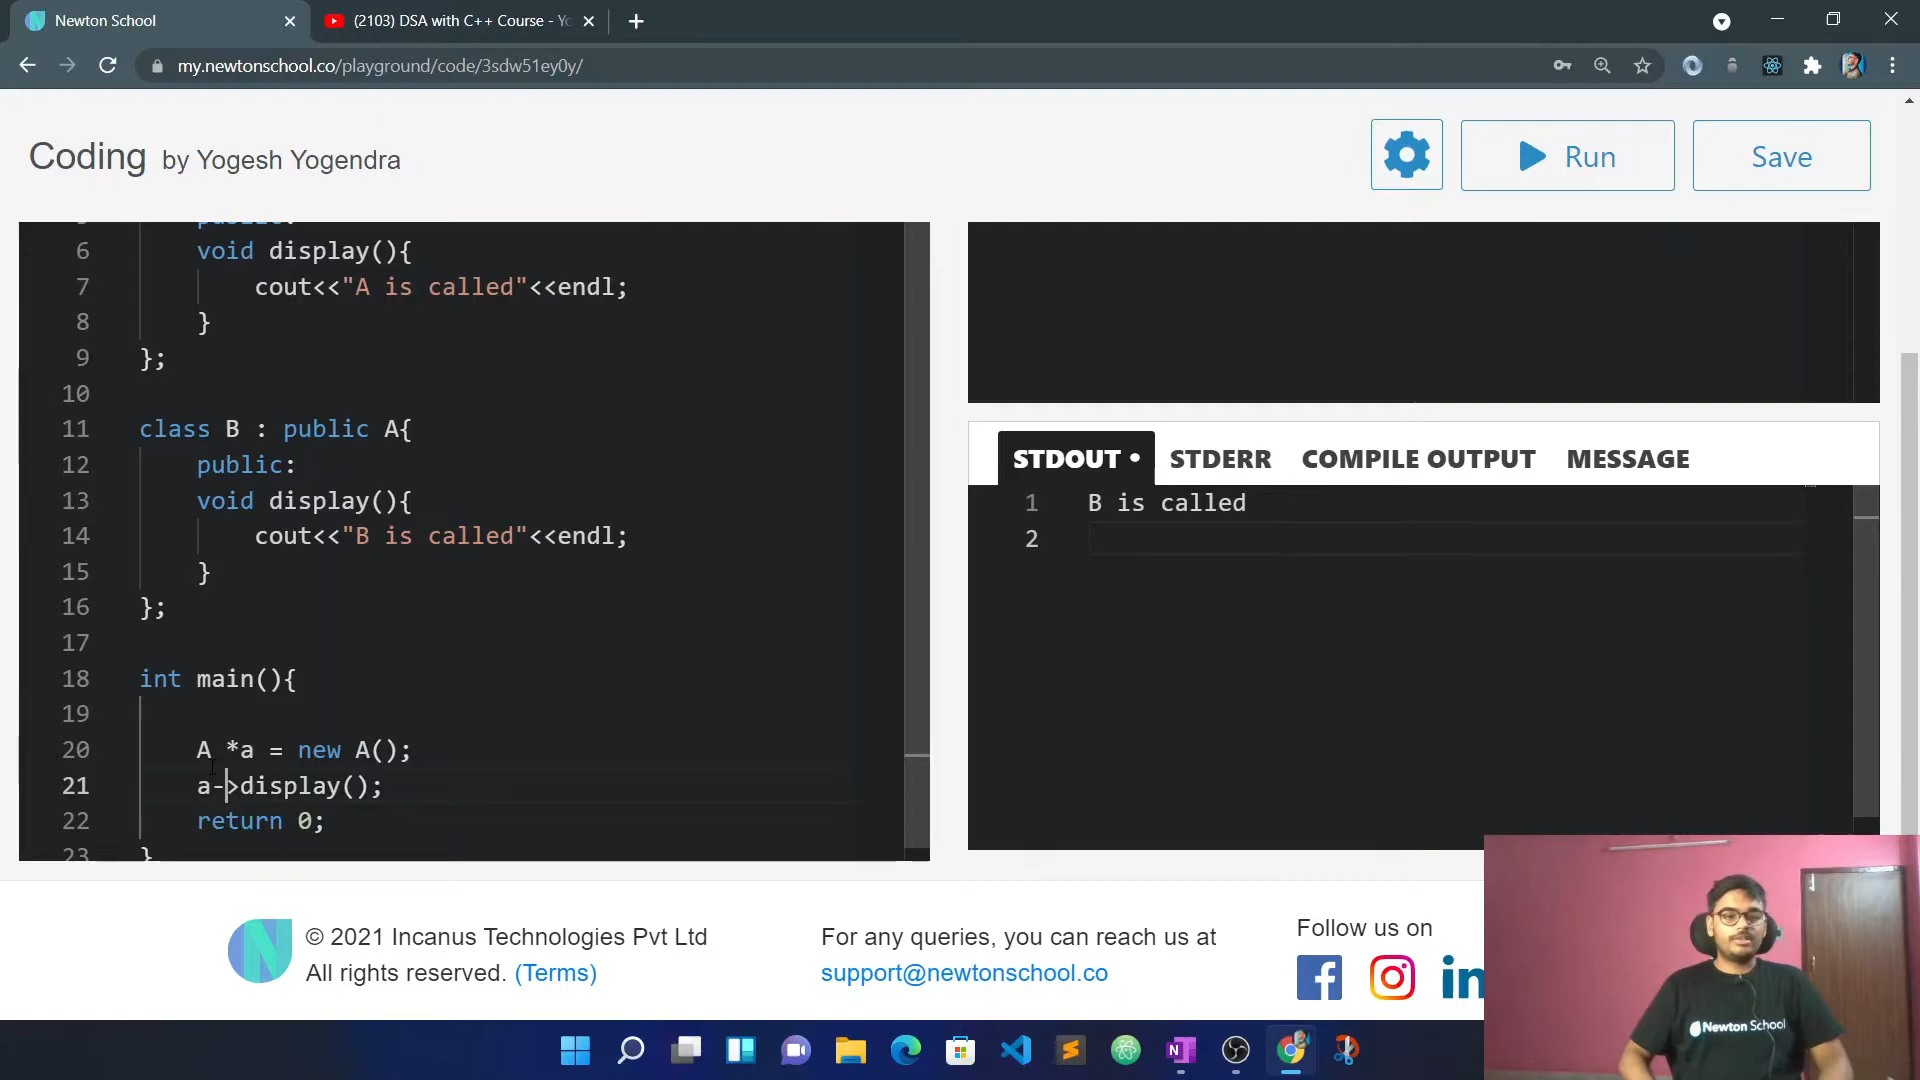 Newton School
(2103) DSA with C++ Course - Yo
my.newtonschool.co/playground/code/3sdw51ey0y/
Coding by Yogesh Yogendra
Run
Save
public:
6 void display(){
7 cout<<"A is called"<<endl;
8 }
9 };
10
11 class B : public A{
12 public:
13 void display(){
14 cout<<"B is called"<<endl;
15 }
16 };
17
18 int main(){
19
20 A *a = new A();
21 a->display();
22 return 0;
23 }
STDOUT • STDERR COMPILE OUTPUT MESSAGE
1 B is called
2
© 2021 Incanus Technologies Pvt Ltd
All rights reserved. (Terms)
For any queries, you can reach us at
support@newtonschool.co
Follow us on
Newton School